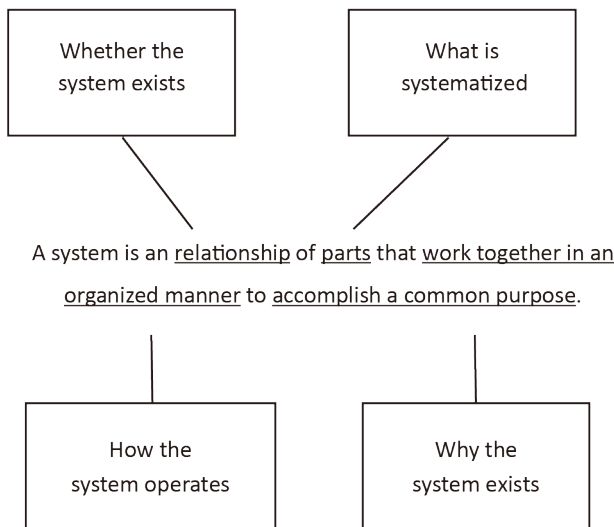 Whether the
system exists
What is
systematized
A system is an relationship of parts that work together in an
organized manner to accomplish a common purpose.
How the
system operates
Why the
system exists